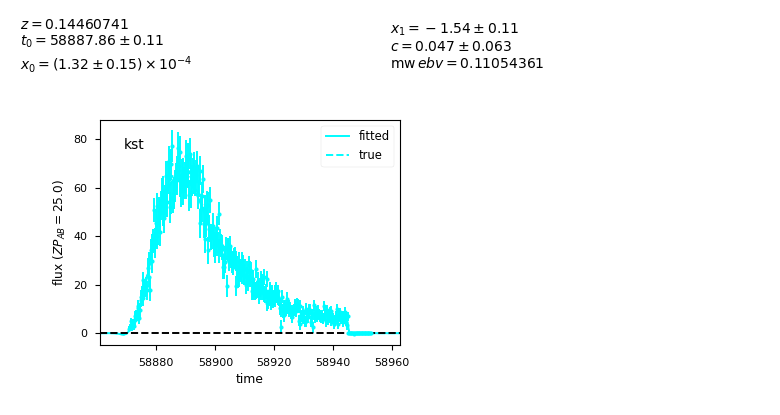 z = 0.14460741
t₀ = 58887.86 ± 0.11
x₀ = (1.32 ± 0.15) × 10⁻⁴
x₁ = −1.54 ± 0.11
c = 0.047 ± 0.063
mw ebv = 0.11054361
kst
fitted
true
80
60
40
20
0
flux (ZP_AB = 25.0)
58880 58900 58920 58940 58960
time